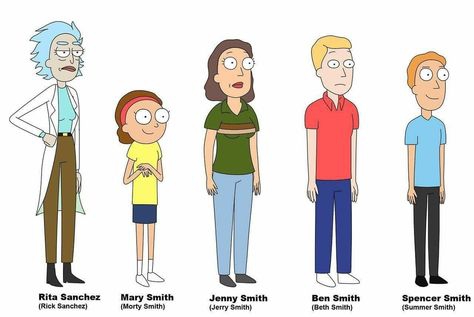 Rita Sanchez
(Rick Sanchez)
Mary Smith
(Morty Smith)
Jenny Smith
(Jerry Smith)
Ben Smith
(Beth Smith)
Spencer Smith
(Summer Smith)